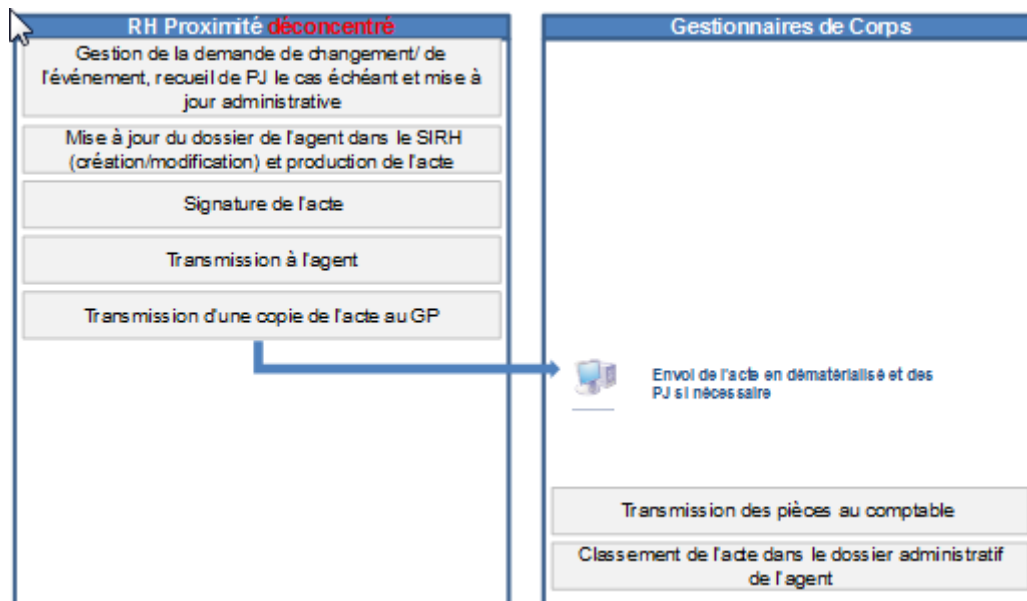 RH Proximité déconcentré
Gestion de la demande de changement/ de
l'événement, recueil de PJ le cas échéant et mise à
jour administrative
Mise à jour du dossier de l'agent dans le SIRH
(création/modification) et production de l'acte
Signature de l'acte
Transmission à l'agent
Transmission d'une copie de l'acte au GP
Gestionnaires de Corps
Envoi de l'acte en dématérialisé et des
PJ si nécessaire
Transmission des pièces au comptable
Classement de l'acte dans le dossier administratif
de l'agent